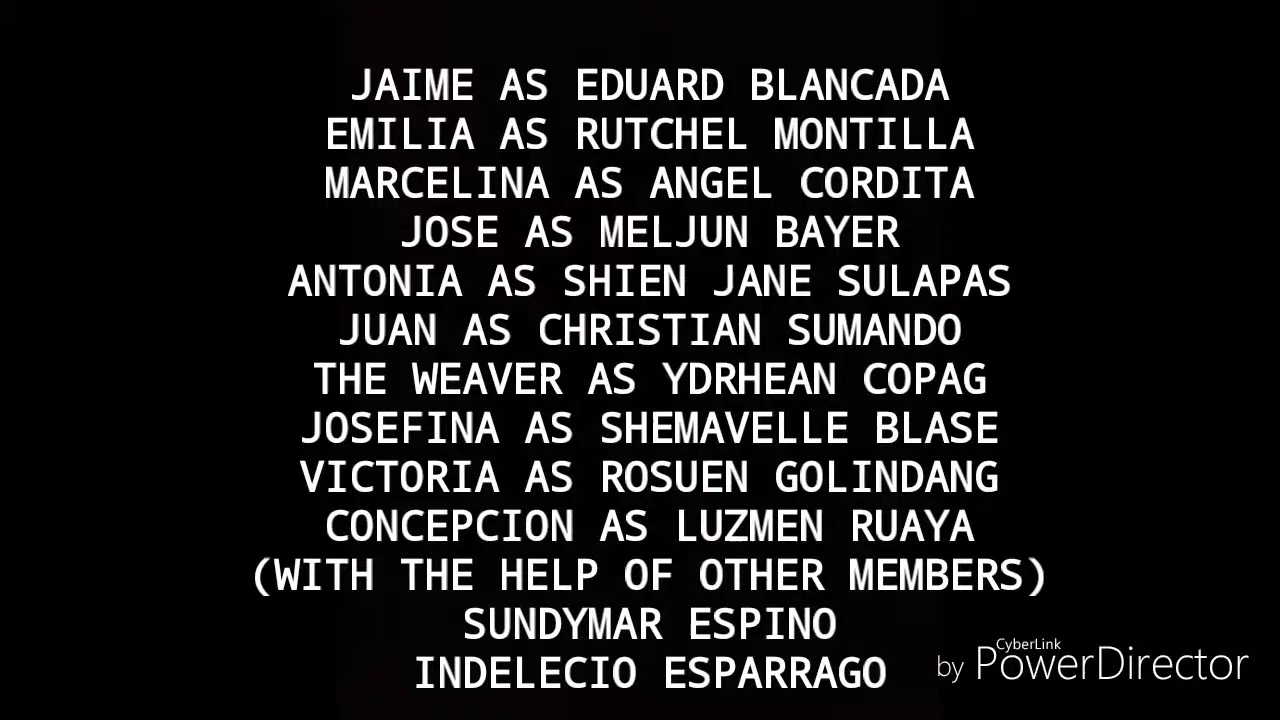 JAIME AS EDUARD BLANCADA
EMILIA AS RUTCHEL MONTILLA
MARCELINA AS ANGEL CORDITA
JOSE AS MELJUN BAYER
ANTONIA AS SHIEN JANE SULAPAS
JUAN AS CHRISTIAN SUMANDO
THE WEAVER AS YDRHEAN COPAG
JOSEFINA AS SHEMAVELLE BLASE
VICTORIA AS ROSUEN GOLINDANG
CONCEPCION AS LUZMEN RUAYA
(WITH THE HELP OF OTHER MEMBERS)
SUNDYMAR ESPINO
INDELECIO ESPARRAGO
CyberLink
by PowerDirector